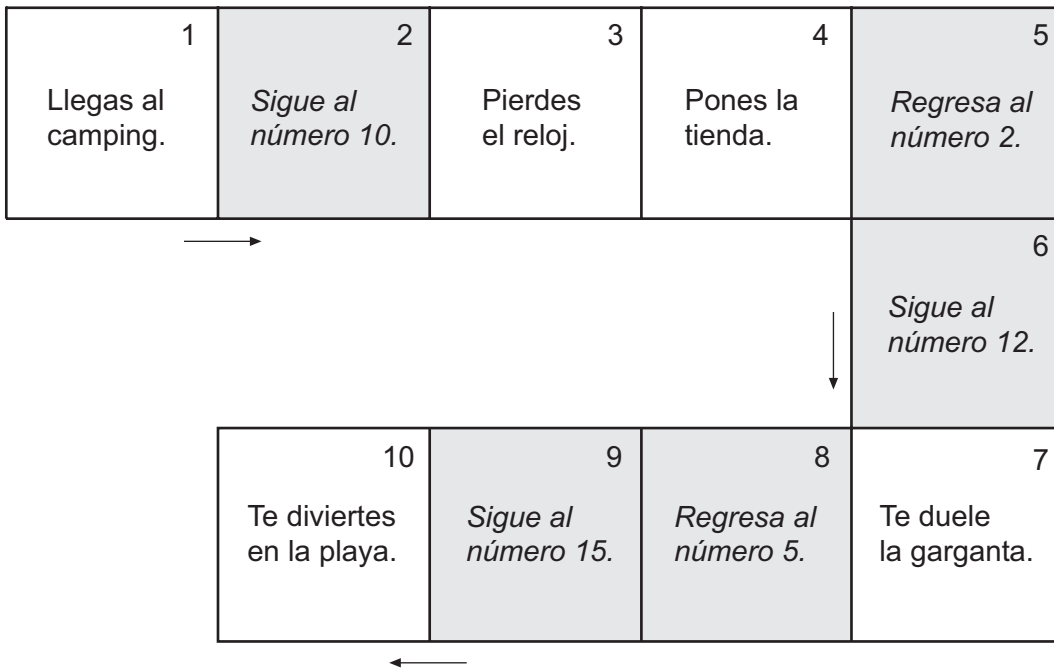 1
Llegas al
camping.
2
Sigue al
número 10.
3
Pierdes
el reloj.
4
Pones la
tienda.
5
Regresa al
número 2.
6
Sigue al
número 12.
7
Te duele
la garganta.
8
Regresa al
número 5.
9
Sigue al
número 15.
10
Te diviertes
en la playa.